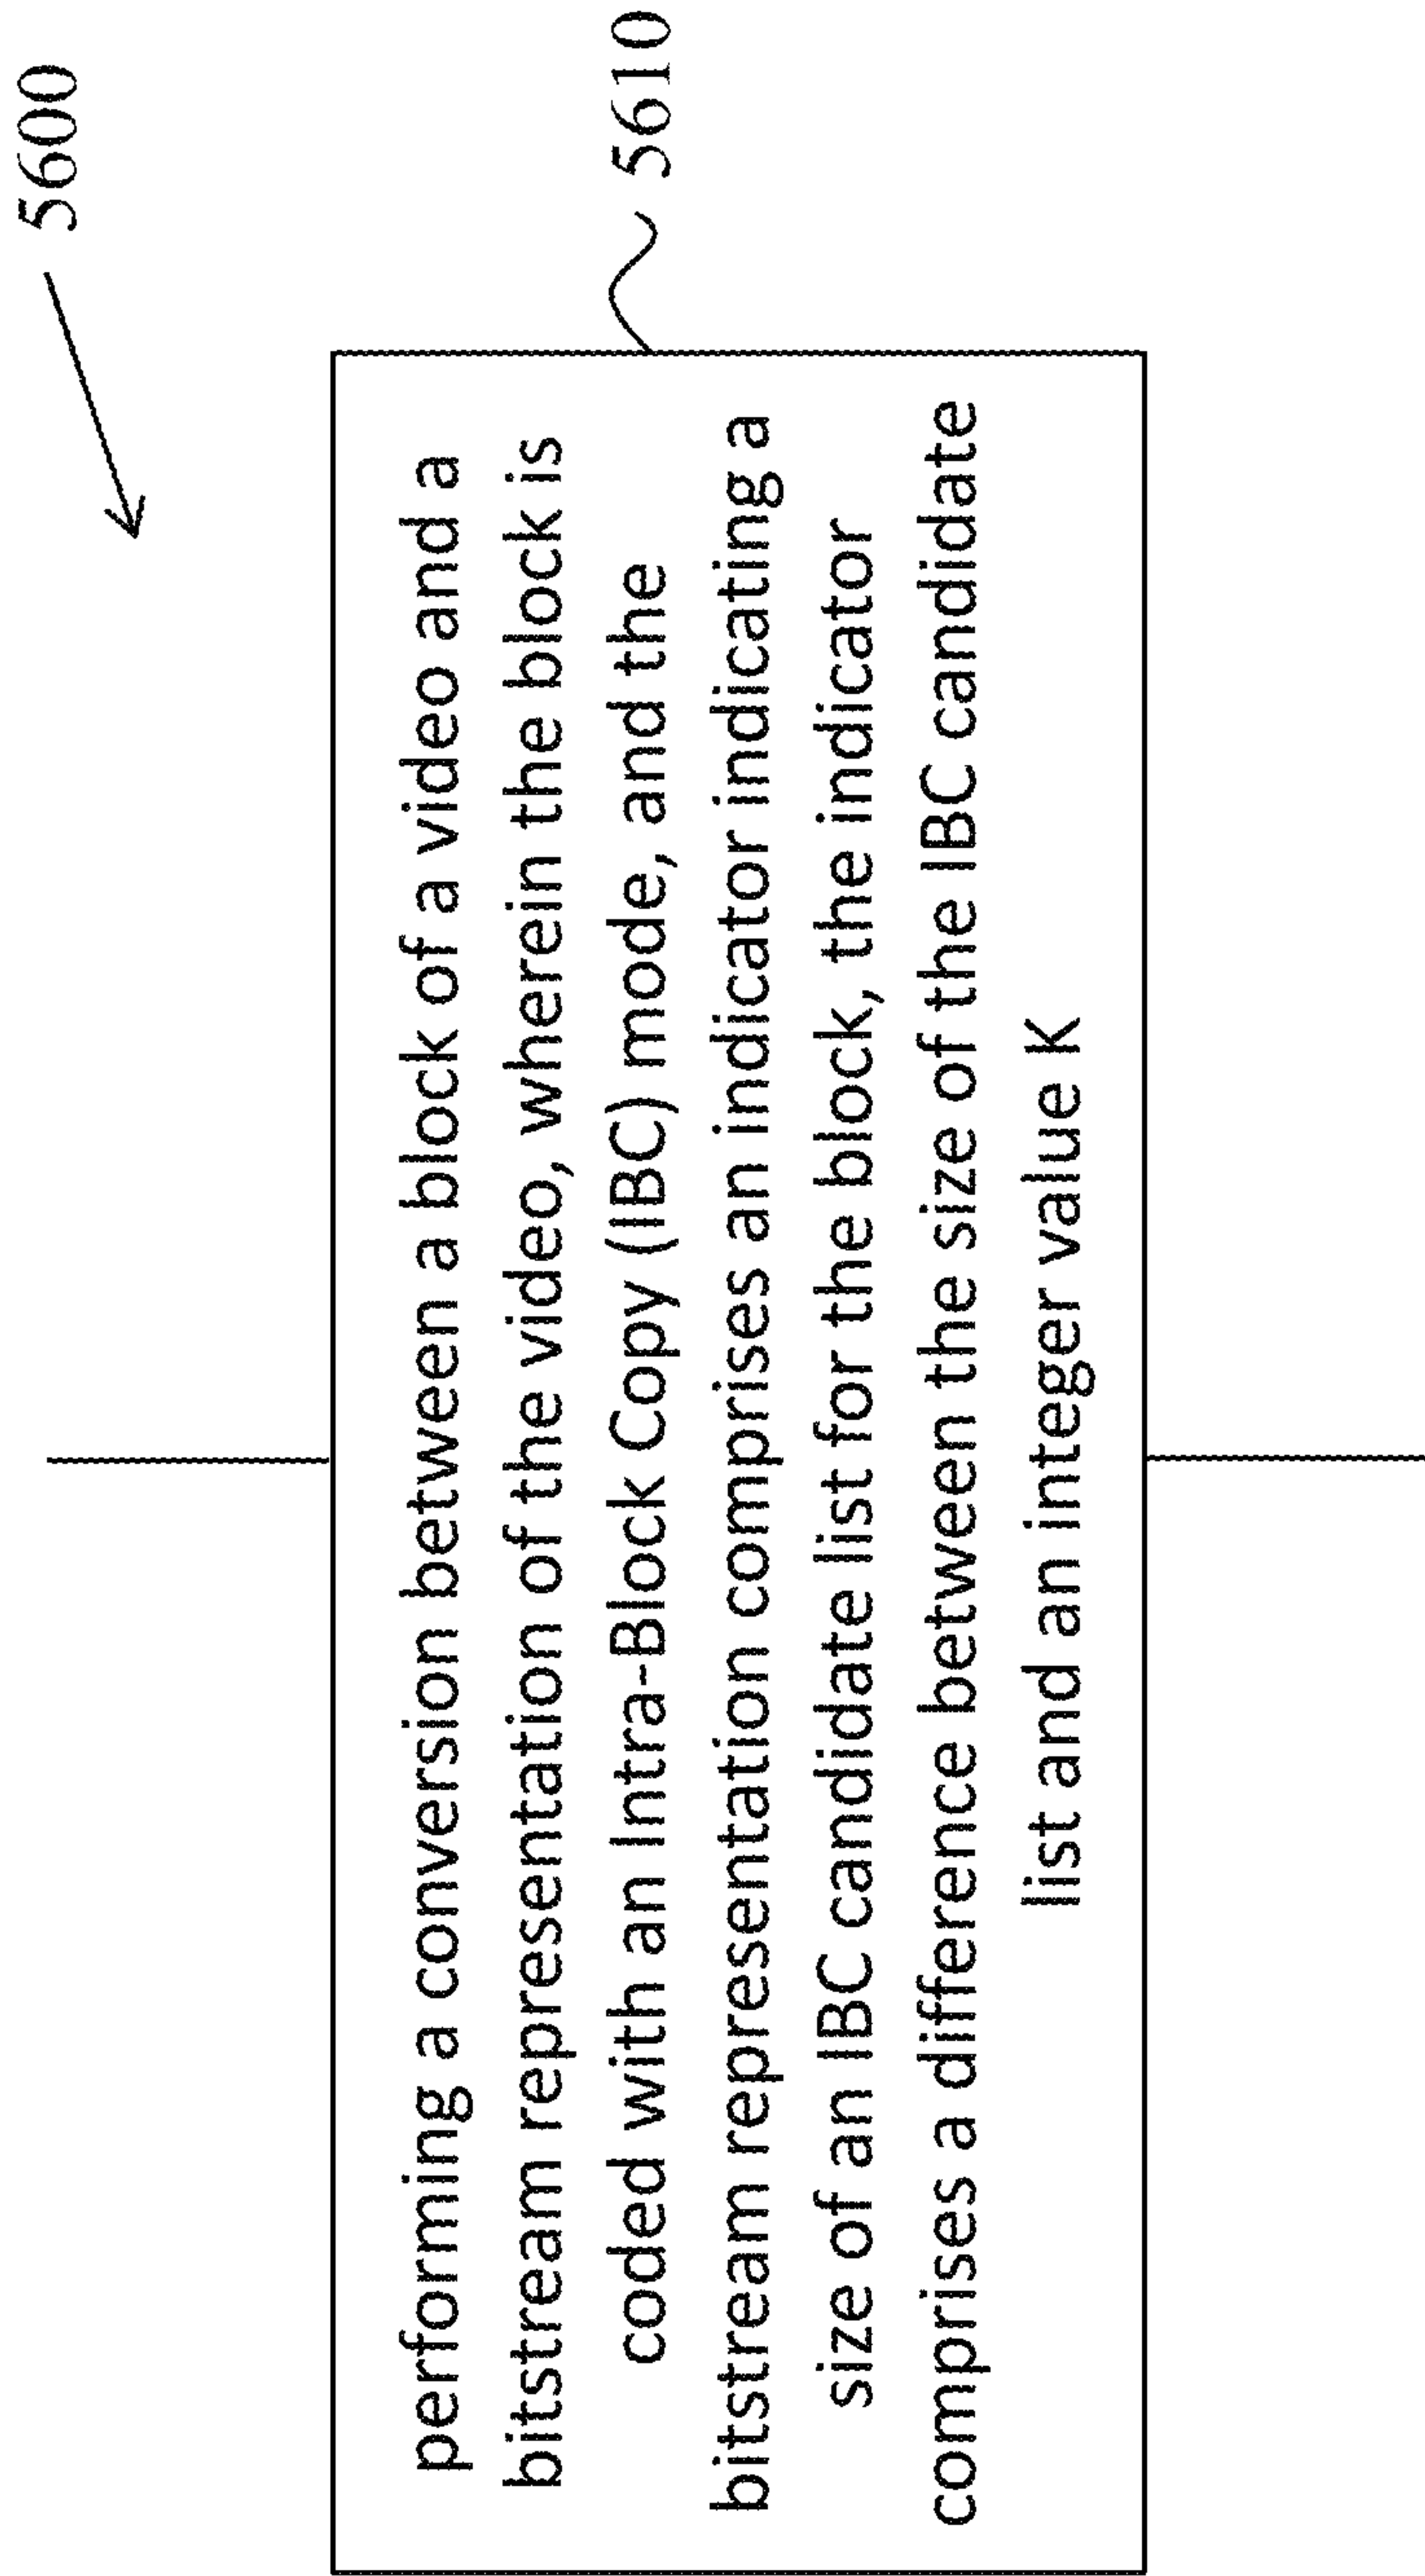 5600
5610
performing a conversion between a block of a video and a
bitstream representation of the video, wherein the block is
coded with an Intra-Block Copy (IBC) mode, and the
bitstream representation comprises an indicator indicating a
size of an IBC candidate list for the block, the indicator
comprises a difference between the size of the IBC candidate
list and an integer value K